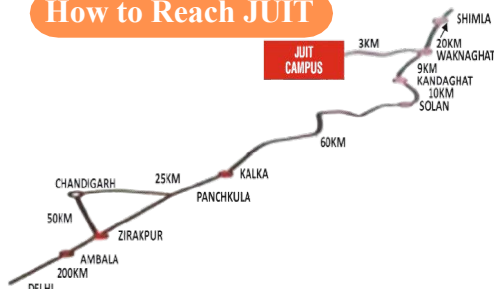 How to Reach JUIT
SHIMLA
3KM
20KM
JUIT
CAMPUS
WAKNAGHAT
9KM
KANDAGHAT
10KM
SOLAN
60KM
KALKA
25KM
CHANDIGARH
PANCHKULA
50KM
ZIRAKPUR
AMBALA
200KM
DELHI